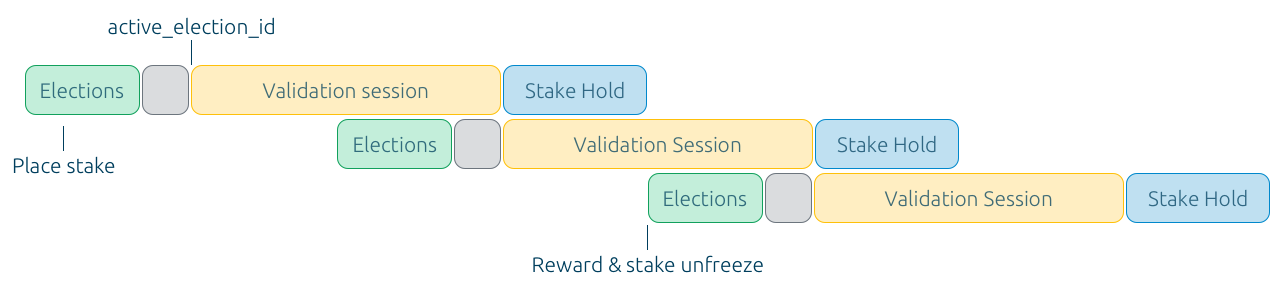 active_election_id
Elections Validation session Stake Hold
Elections Validation Session Stake Hold
Place stake
Elections Validation Session Stake Hold
Reward & stake unfreeze